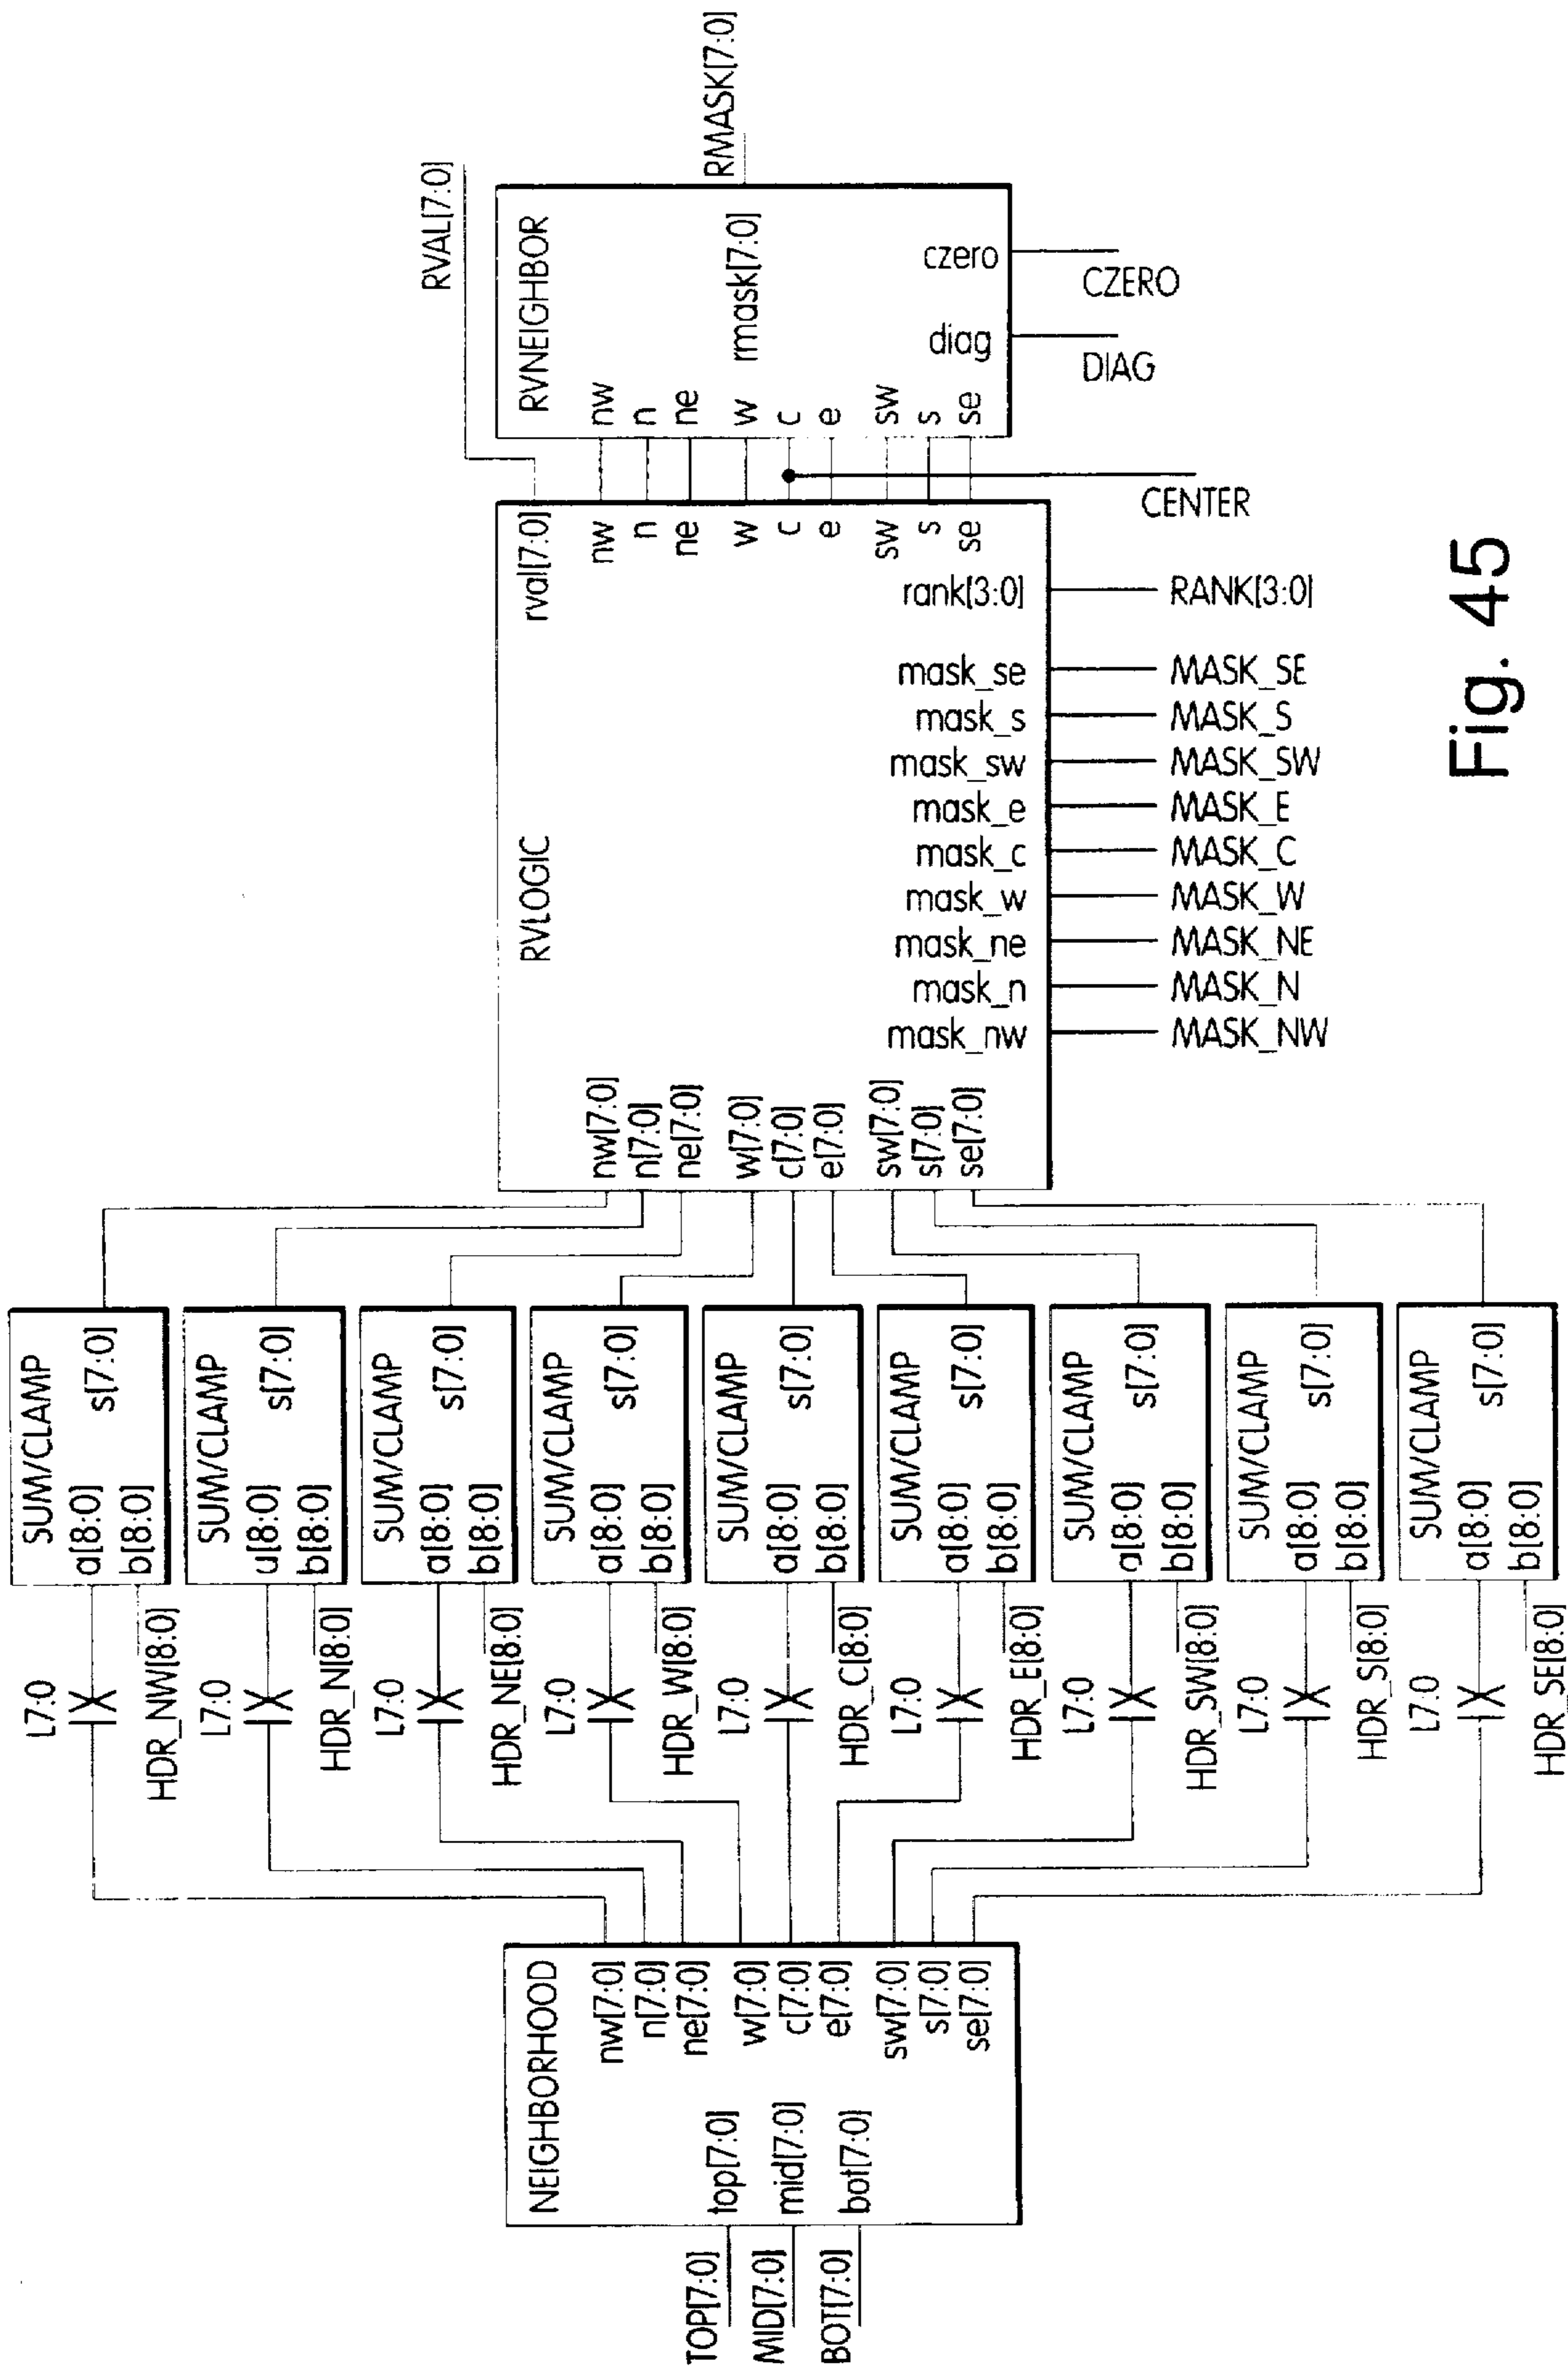 TOP[7:0]
MID[7:0]
BOT[7:0]
NEIGHBORHOOD
top[7:0]
mid[7:0]
bot[7:0]
nw[7:0]
n[7:0]
ne[7:0]
w[7:0]
c[7:0]
e[7:0]
sw[7:0]
s[7:0]
se[7:0]
L7:0
HDR_NW[8:0]
SUM/CLAMP
a[8:0]
s[7:0]
b[8:0]
L7:0
HDR_N[8:0]
SUM/CLAMP
a[8:0]
s[7:0]
b[8:0]
L7:0
HDR_NE[8:0]
SUM/CLAMP
a[8:0]
s[7:0]
b[8:0]
L7:0
HDR_W[8:0]
SUM/CLAMP
a[8:0]
s[7:0]
b[8:0]
L7:0
HDR_C[8:0]
SUM/CLAMP
a[8:0]
s[7:0]
b[8:0]
L7:0
HDR_E[8:0]
SUM/CLAMP
a[8:0]
s[7:0]
b[8:0]
L7:0
HDR_SW[8:0]
SUM/CLAMP
a[8:0]
s[7:0]
b[8:0]
L7:0
HDR_S[8:0]
SUM/CLAMP
a[8:0]
s[7:0]
b[8:0]
L7:0
HDR_SE[8:0]
SUM/CLAMP
a[8:0]
s[7:0]
b[8:0]
RVLOGIC
nw[7:0]
n[7:0]
ne[7:0]
w[7:0]
c[7:0]
e[7:0]
sw[7:0]
s[7:0]
se[7:0]
rval[7:0]
nw
n
ne
w
c
e
sw
s
se
mask_nw
mask_n
mask_ne
mask_w
mask_c
mask_e
mask_sw
mask_s
mask_se
rank[3:0]
MASK_NW
MASK_N
MASK_NE
MASK_W
MASK_C
MASK_E
MASK_SW
MASK_S
MASK_SE
RANK[3:0]
CENTER
RVAL[7:0]
RVNEIGHBOR
nw
n
ne
w
c
e
sw
s
se
rmask[7:0]
diag
czero
RMASK[7:0]
DIAG
CZERO
Fig. 45